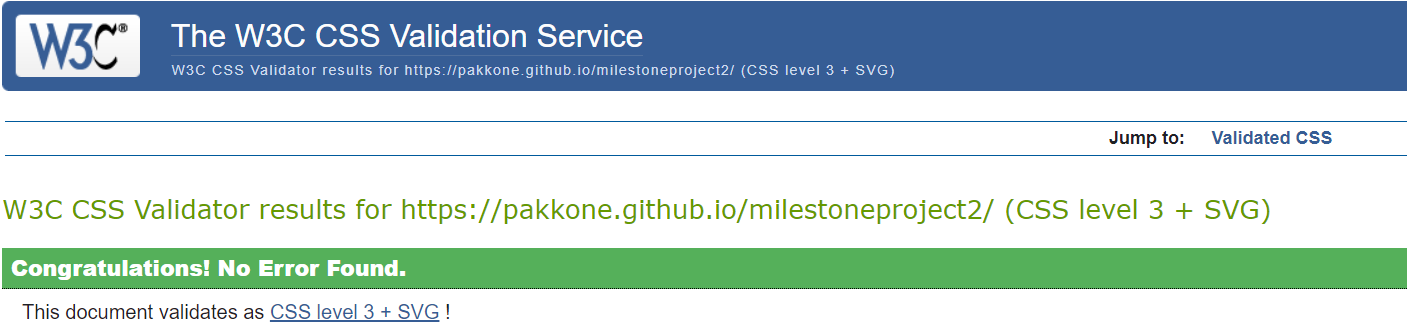 W3C®
The W3C CSS Validation Service
W3C CSS Validator results for https://pakkone.github.io/milestoneproject2/ (CSS level 3 + SVG)
Jump to: Validated CSS
W3C CSS Validator results for https://pakkone.github.io/milestoneproject2/ (CSS level 3 + SVG)
Congratulations! No Error Found.
This document validates as CSS level 3 + SVG !